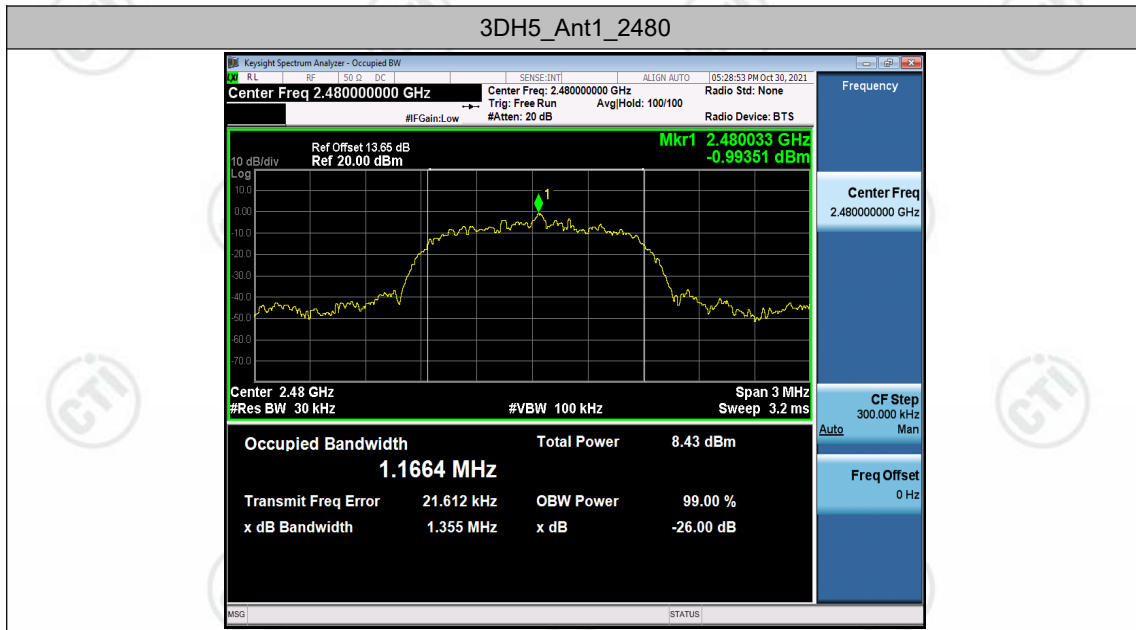 3DH5_Ant1_2480
Keysight Spectrum Analyzer - Occupied BW
LXI RL RF 50 Ω DC SENSE:INT ALIGN AUTO 05:28:53 PM Oct 30, 2021
Center Freq 2.480000000 GHz Center Freq: 2.480000000 GHz Radio Std: None
Trig: Free Run Avg|Hold: 100/100
#IFGain:Low #Atten: 20 dB Radio Device: BTS
Frequency
Ref Offset 13.65 dB Mkr1 2.480033 GHz
10 dB/div Ref 20.00 dBm -0.99351 dBm
Log
10.0
0.00
-10.0
-20.0
-30.0
-40.0
-50.0
-60.0
-70.0
1
Center 2.48 GHz Span 3 MHz
#Res BW 30 kHz #VBW 100 kHz Sweep 3.2 ms
Center Freq
2.480000000 GHz
CF Step
300.000 kHz
Auto Man
Freq Offset
0 Hz
Occupied Bandwidth Total Power 8.43 dBm
1.1664 MHz
Transmit Freq Error 21.612 kHz OBW Power 99.00 %
x dB Bandwidth 1.355 MHz x dB -26.00 dB
MSG STATUS
CTI
CTI